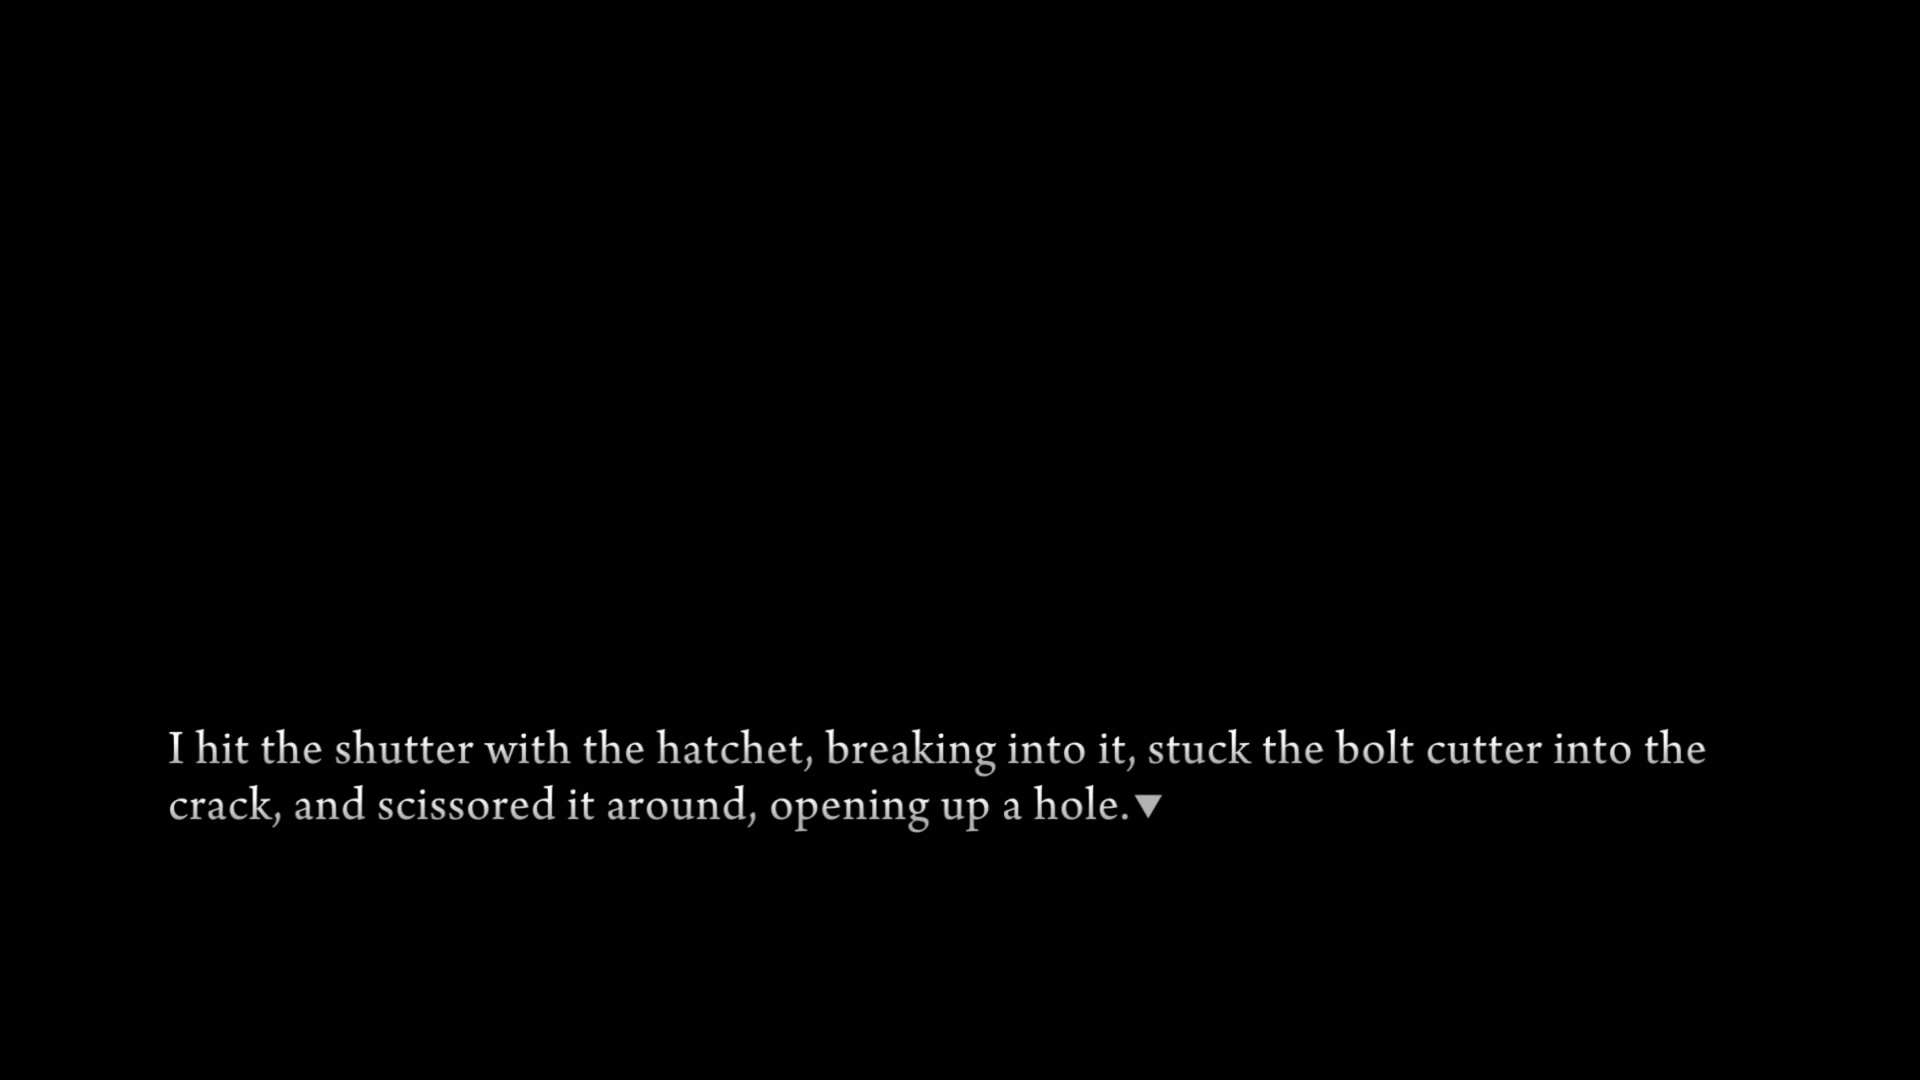 I hit the shutter with the hatchet, breaking into it, stuck the bolt cutter into the
crack, and scissored it around, opening up a hole.▼